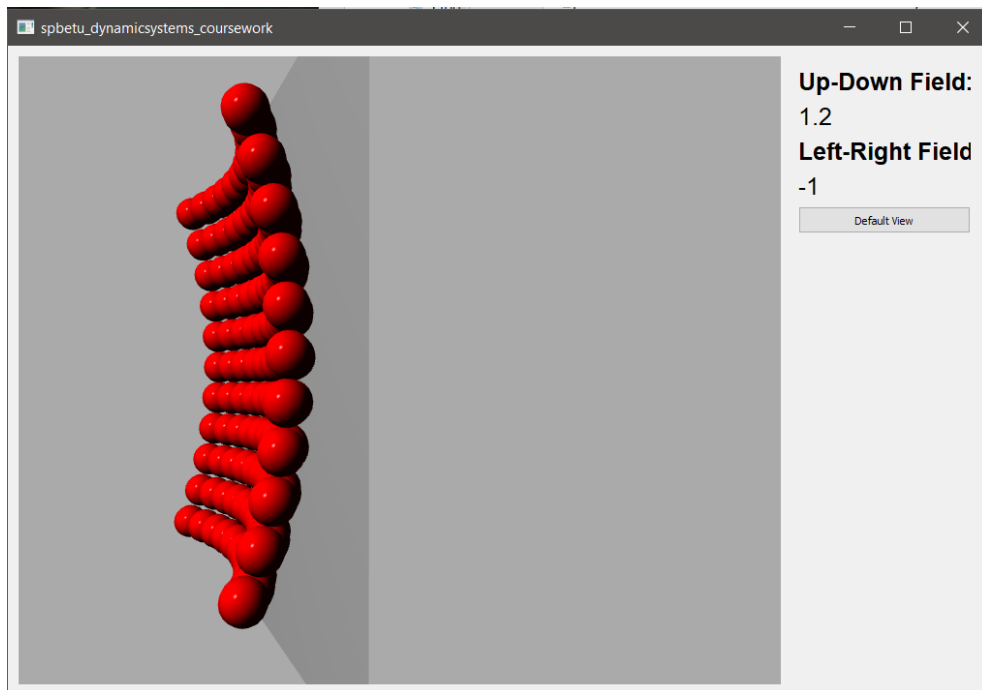 spbetu_dynamicsystems_coursework
Up-Down Field:
1.2
Left-Right Field
-1
Default View